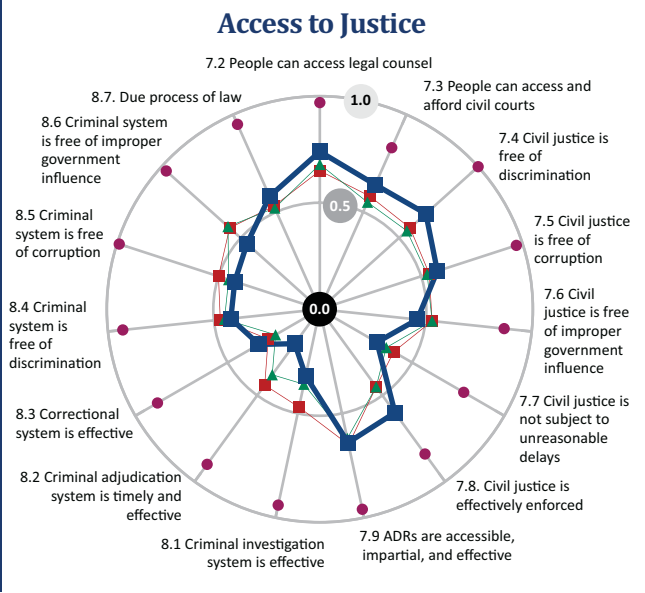 Access to Justice
7.2 People can access legal counsel
7.3 People can access and
afford civil courts
7.4 Civil justice is
free of
discrimination
7.5 Civil justice
is free of
corruption
7.6 Civil
justice is free
of improper
government
influence
7.7 Civil justice is
not subject to
unreasonable
delays
7.8. Civil justice is
effectively enforced
7.9 ADRs are accessible,
impartial, and effective
8.1 Criminal investigation
system is effective
8.2 Criminal adjudication
system is timely and
effective
8.3 Correctional
system is effective
8.4 Criminal
system is
free of
discrimination
8.5 Criminal
system is free
of corruption
8.6 Criminal system
is free of improper
government
influence
8.7. Due process of law
1.0
0.5
0.0